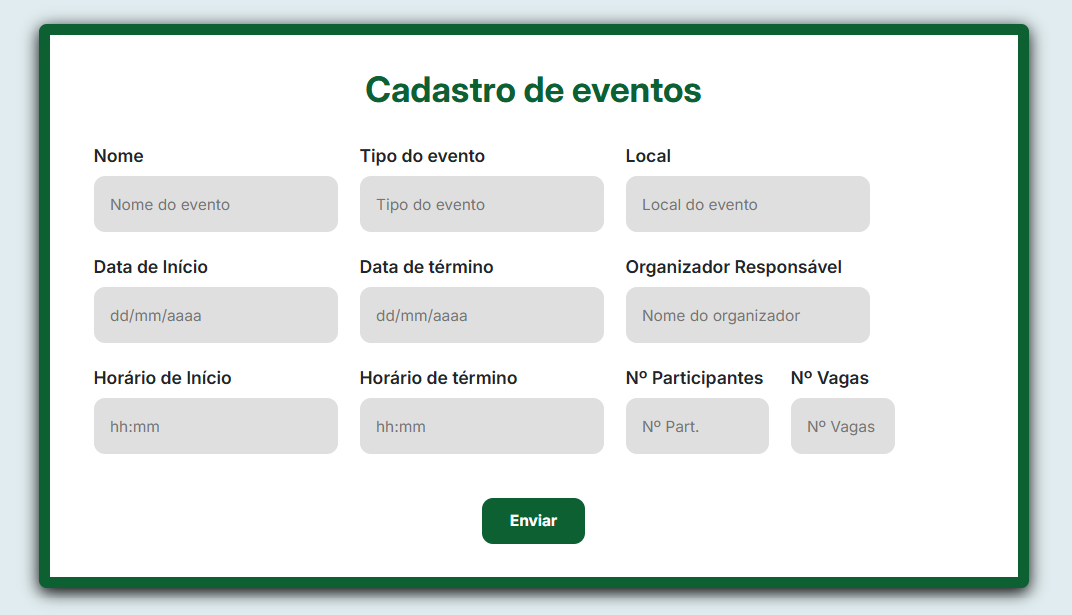 Cadastro de eventos
Nome Tipo do evento Local
Nome do evento Tipo do evento Local do evento
Data de Início Data de término Organizador Responsável
dd/mm/aaaa dd/mm/aaaa Nome do organizador
Horário de Início Horário de término Nº Participantes Nº Vagas
hh:mm hh:mm Nº Part. Nº Vagas
Enviar